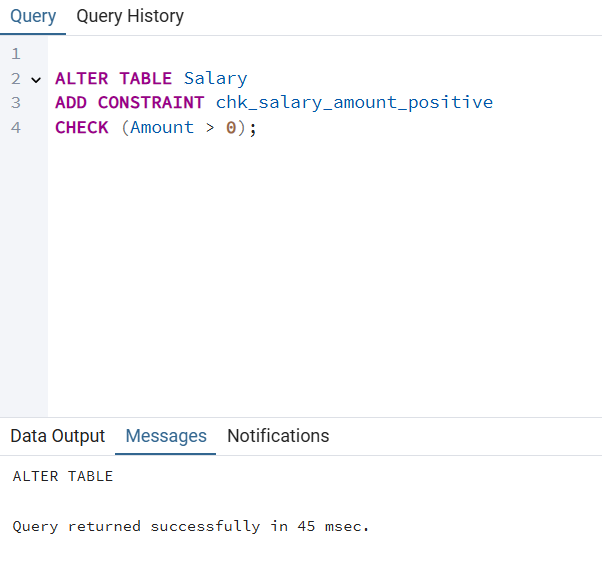 Query Query History
1
2 ALTER TABLE Salary
3 ADD CONSTRAINT chk_salary_amount_positive
4 CHECK (Amount > 0);
Data Output Messages Notifications
ALTER TABLE
Query returned successfully in 45 msec.